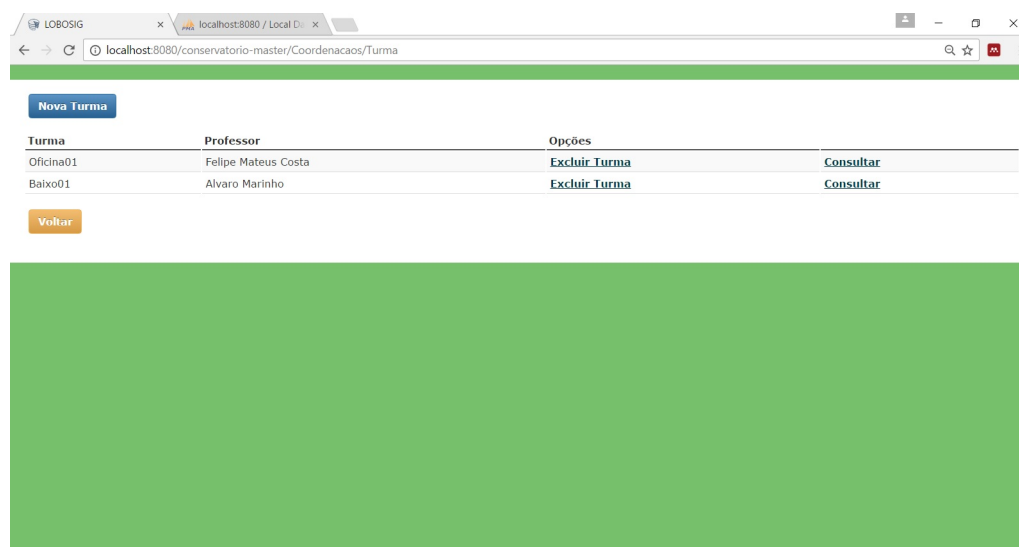 LOBOSIG
localhost:8080 / Local Da
localhost:8080/conservatorio-master/Coordenacaos/Turma
Nova Turma
Turma Professor Opções
Oficina01 Felipe Mateus Costa Excluir Turma Consultar
Baixo01 Alvaro Marinho Excluir Turma Consultar
Voltar